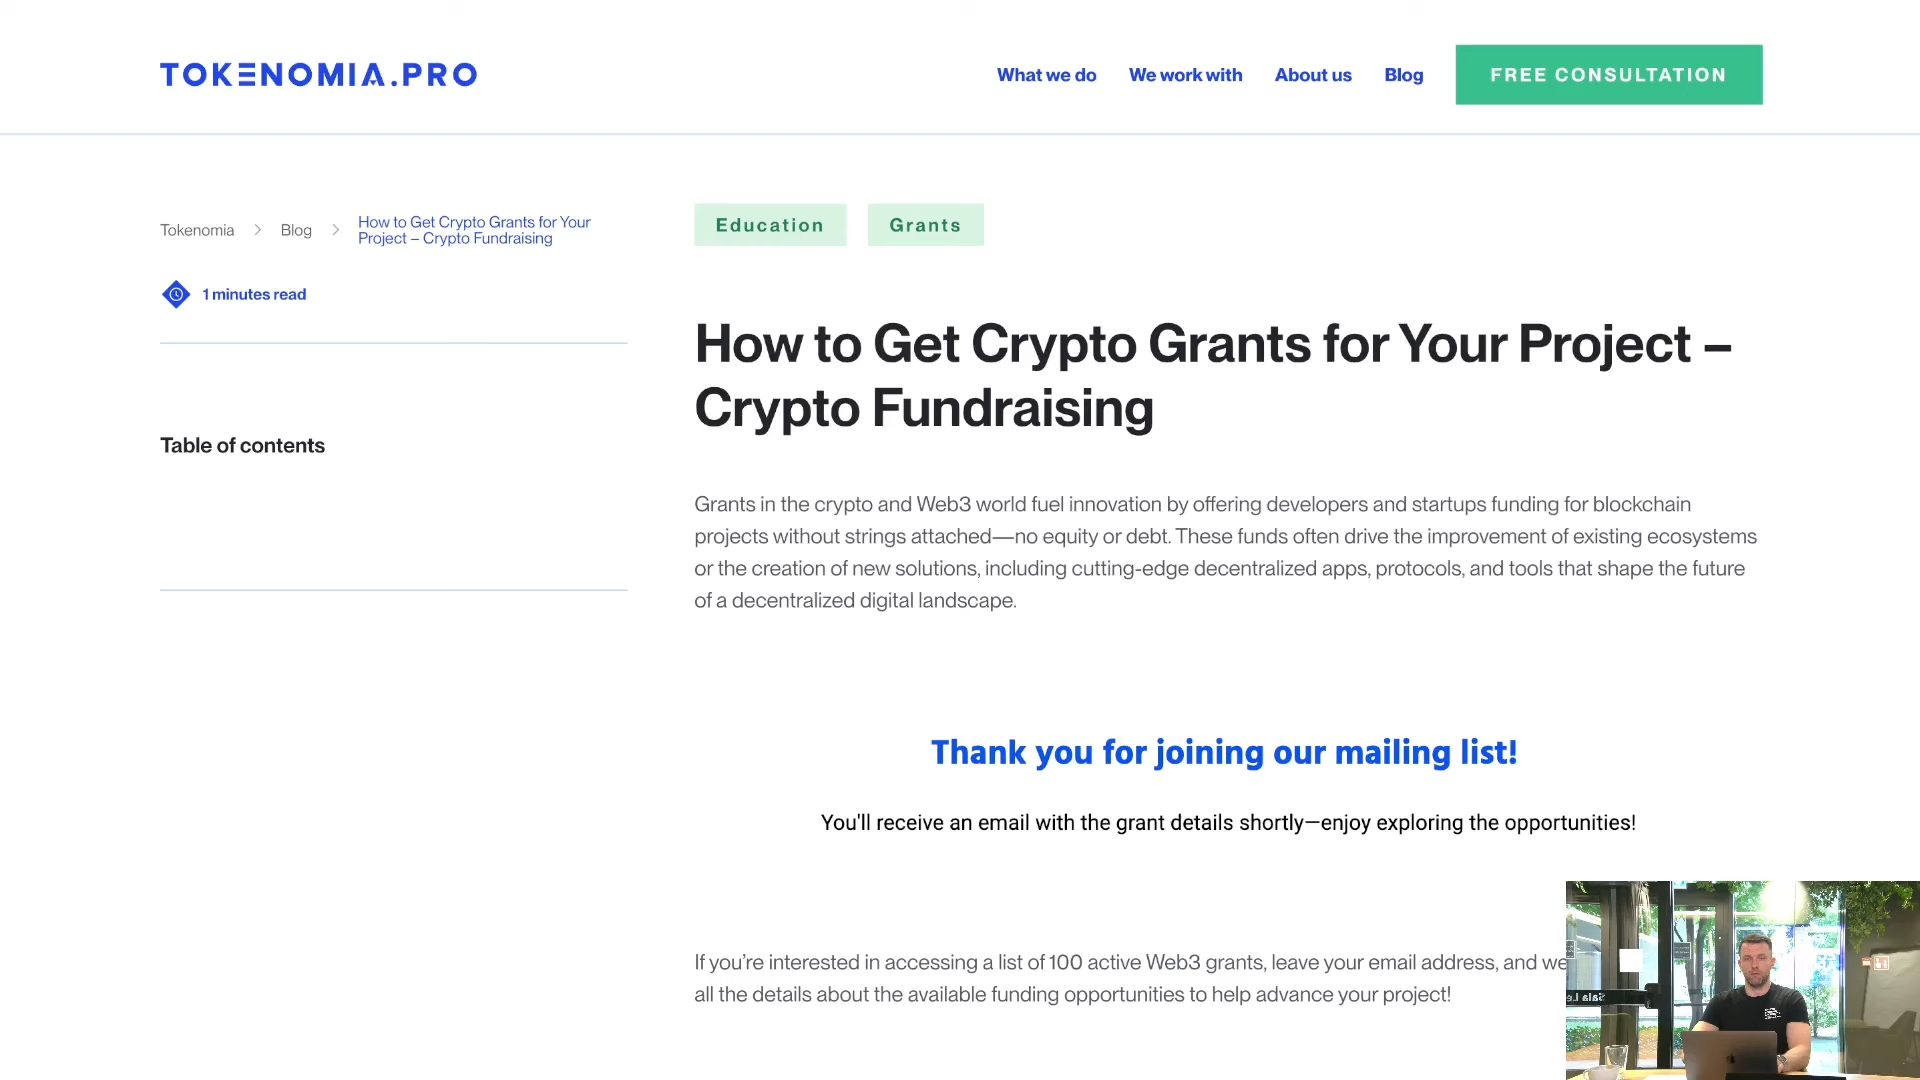 TOKENOMIA.PRO
What we do
We work with
About us
Blog
FREE CONSULTATION
Tokenomia > Blog > How to Get Crypto Grants for Your
Project – Crypto Fundraising
1 minutes read
Table of contents
Education
Grants
How to Get Crypto Grants for Your Project –
Crypto Fundraising
Grants in the crypto and Web3 world fuel innovation by offering developers and startups funding for blockchain
projects without strings attached—no equity or debt. These funds often drive the improvement of existing ecosystems
or the creation of new solutions, including cutting-edge decentralized apps, protocols, and tools that shape the future
of a decentralized digital landscape.
Thank you for joining our mailing list!
You'll receive an email with the grant details shortly—enjoy exploring the opportunities!
If you’re interested in accessing a list of 100 active Web3 grants, leave your email address, and we
all the details about the available funding opportunities to help advance your project!